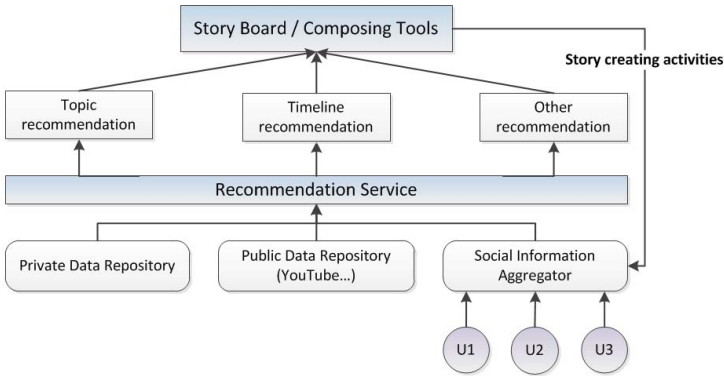 Story Board / Composing Tools
Story creating activities
Topic
recommendation
Timeline
recommendation
Other
recommendation
Recommendation Service
Private Data Repository
Public Data Repository
(YouTube...)
Social Information
Aggregator
U1
U2
U3